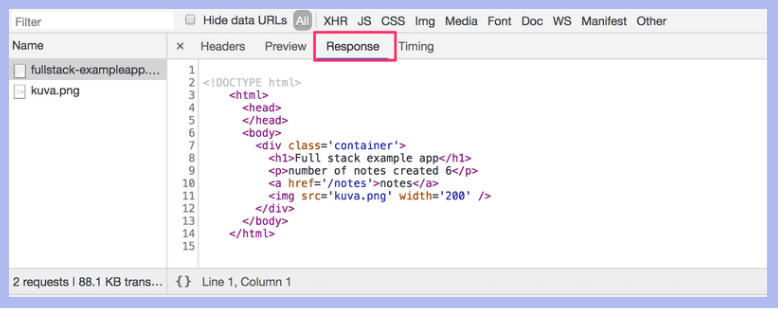 Filter Hide data URLs All XHR JS CSS Img Media Font Doc WS Manifest Other
Name × Headers Preview Response Timing
fullstack-exampleapp....
kuva.png
1
2 <!DOCTYPE html>
3 <html>
4 <head>
5 </head>
6 <body>
7 <div class='container'>
8 <h1>Full stack example app</h1>
9 <p>number of notes created 6</p>
10 <a href='/notes'>notes</a>
11 <img src='kuva.png' width='200' />
12 </div>
13 </body>
14 </html>
15
2 requests | 88.1 KB trans... {} Line 1, Column 1